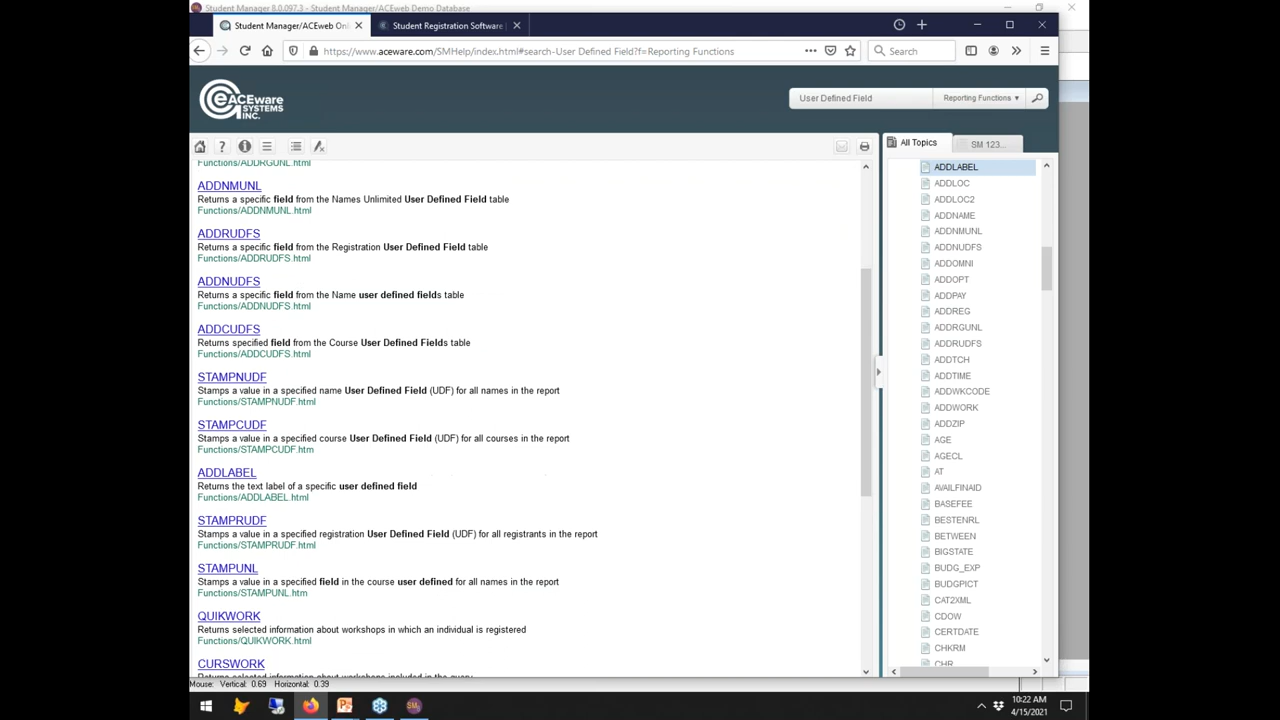 Student Manager 8.0.097.3 - Student Manager/ACEweb Demo Database
Student Manager/ACEweb Onl
Student Registration Software
https://www.aceware.com/SMHelp/index.html#search-User Defined Field?f=Reporting Functions
Search
ACEware
SYSTEMS
INC.
User Defined Field
Reporting Functions
All Topics
SM 123...
Functions/ADDRGUNL.html
ADDNMUNL
Returns a specific field from the Names Unlimited User Defined Field table
Functions/ADDNMUNL.html
ADDRUDFS
Returns a specific field from the Registration User Defined Field table
Functions/ADDRUDFS.html
ADDNUDFS
Returns a specific field from the Name user defined fields table
Functions/ADDNUDFS.html
ADDCUDFS
Returns specified field from the Course User Defined Fields table
Functions/ADDCUDFS.html
STAMPNUDF
Stamps a value in a specified name User Defined Field (UDF) for all names in the report
Functions/STAMPNUDF.html
STAMPCUDF
Stamps a value in a specified course User Defined Field (UDF) for all courses in the report
Functions/STAMPCUDF.htm
ADDLABEL
Returns the text label of a specific user defined field
Functions/ADDLABEL.html
STAMPRUDF
Stamps a value in a specified registration User Defined Field (UDF) for all registrants in the report
Functions/STAMPRUDF.html
STAMPUNL
Stamps a value in a specified field in the course user defined for all names in the report
Functions/STAMPUNL.htm
QUIKWORK
Returns selected information about workshops in which an individual is registered
Functions/QUIKWORK.html
CURSWORK
Returns selected information about workshops included in the query
ADDLABEL
ADDLOC
ADDLOC2
ADDNAME
ADDNMUNL
ADDNUDFS
ADDOMNI
ADDOPT
ADDPAY
ADDREG
ADDRGUNL
ADDRUDFS
ADDTCH
ADDTIME
ADDWKCODE
ADDWORK
ADDZIP
AGE
AGECL
AT
AVAILFINAID
BASEFEE
BESTENRL
BETWEEN
BIGSTATE
BUDG_EXP
BUDGPICT
CAT2XML
CDOW
CERTDATE
CHKRM
CHR
Mouse: Vertical: 0.69 Horizontal: 0.39
10:22 AM
4/15/2021